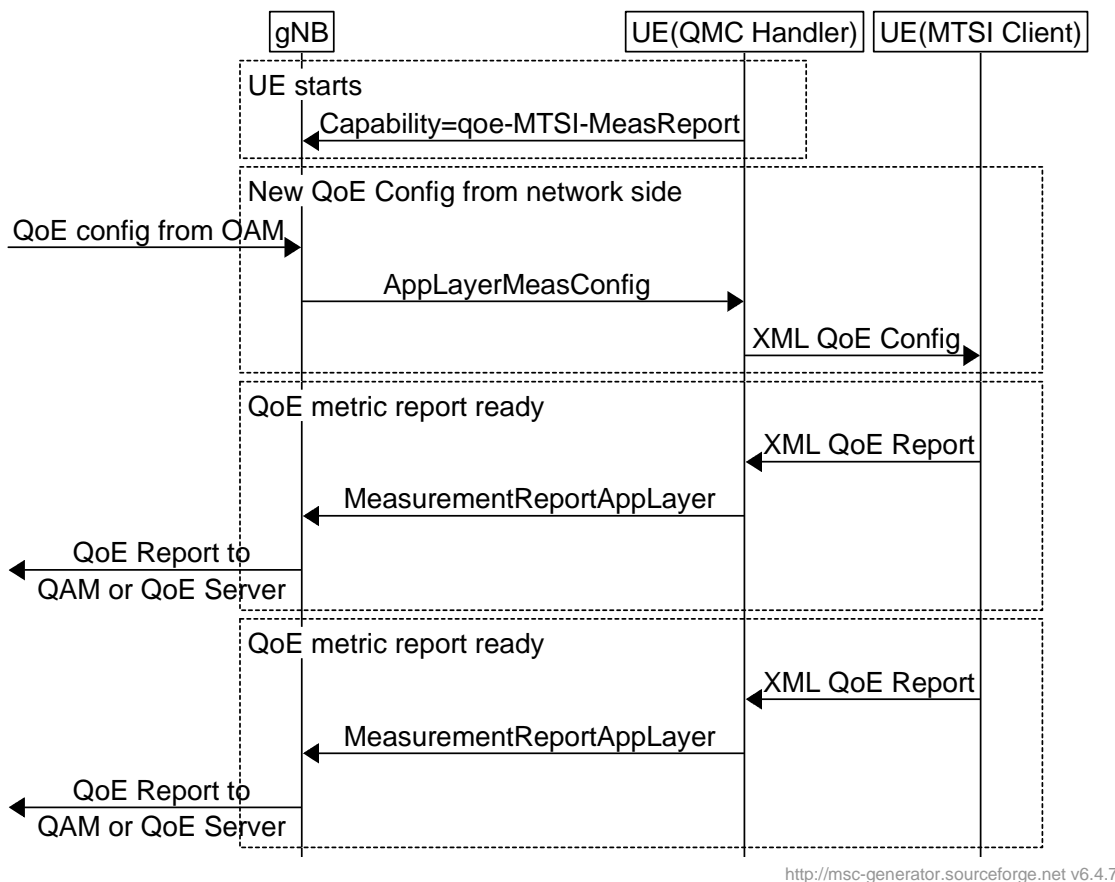 gNB
UE(QMC Handler)
UE(MTSI Client)
UE starts
Capability=qoe-MTSI-MeasReport
New QoE Config from network side
QoE config from OAM
AppLayerMeasConfig
XML QoE Config
QoE metric report ready
XML QoE Report
MeasurementReportAppLayer
QoE Report to
QAM or QoE Server
QoE metric report ready
XML QoE Report
MeasurementReportAppLayer
QoE Report to
QAM or QoE Server
http://msc-generator.sourceforge.net v6.4.7